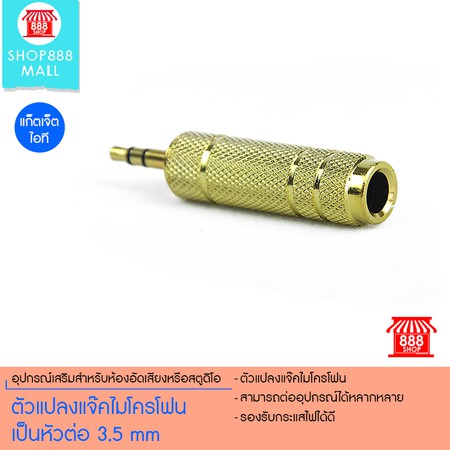 888
SHOP
SHOP888
MALL
แก็ตเจ็ต
ไอที
888
SHOP
อุปกรณ์เสริมสำหรับห้องอัดเสียงหรือสตูดิโอ
ตัวแปลงแจ๊คไมโครโฟน
เป็นหัวต่อ 3.5 mm
- ตัวแปลงแจ๊คไมโครโฟน
- สามารถต่ออุปกรณ์ได้หลากหลาย
- รองรับกระแสไฟได้ดี